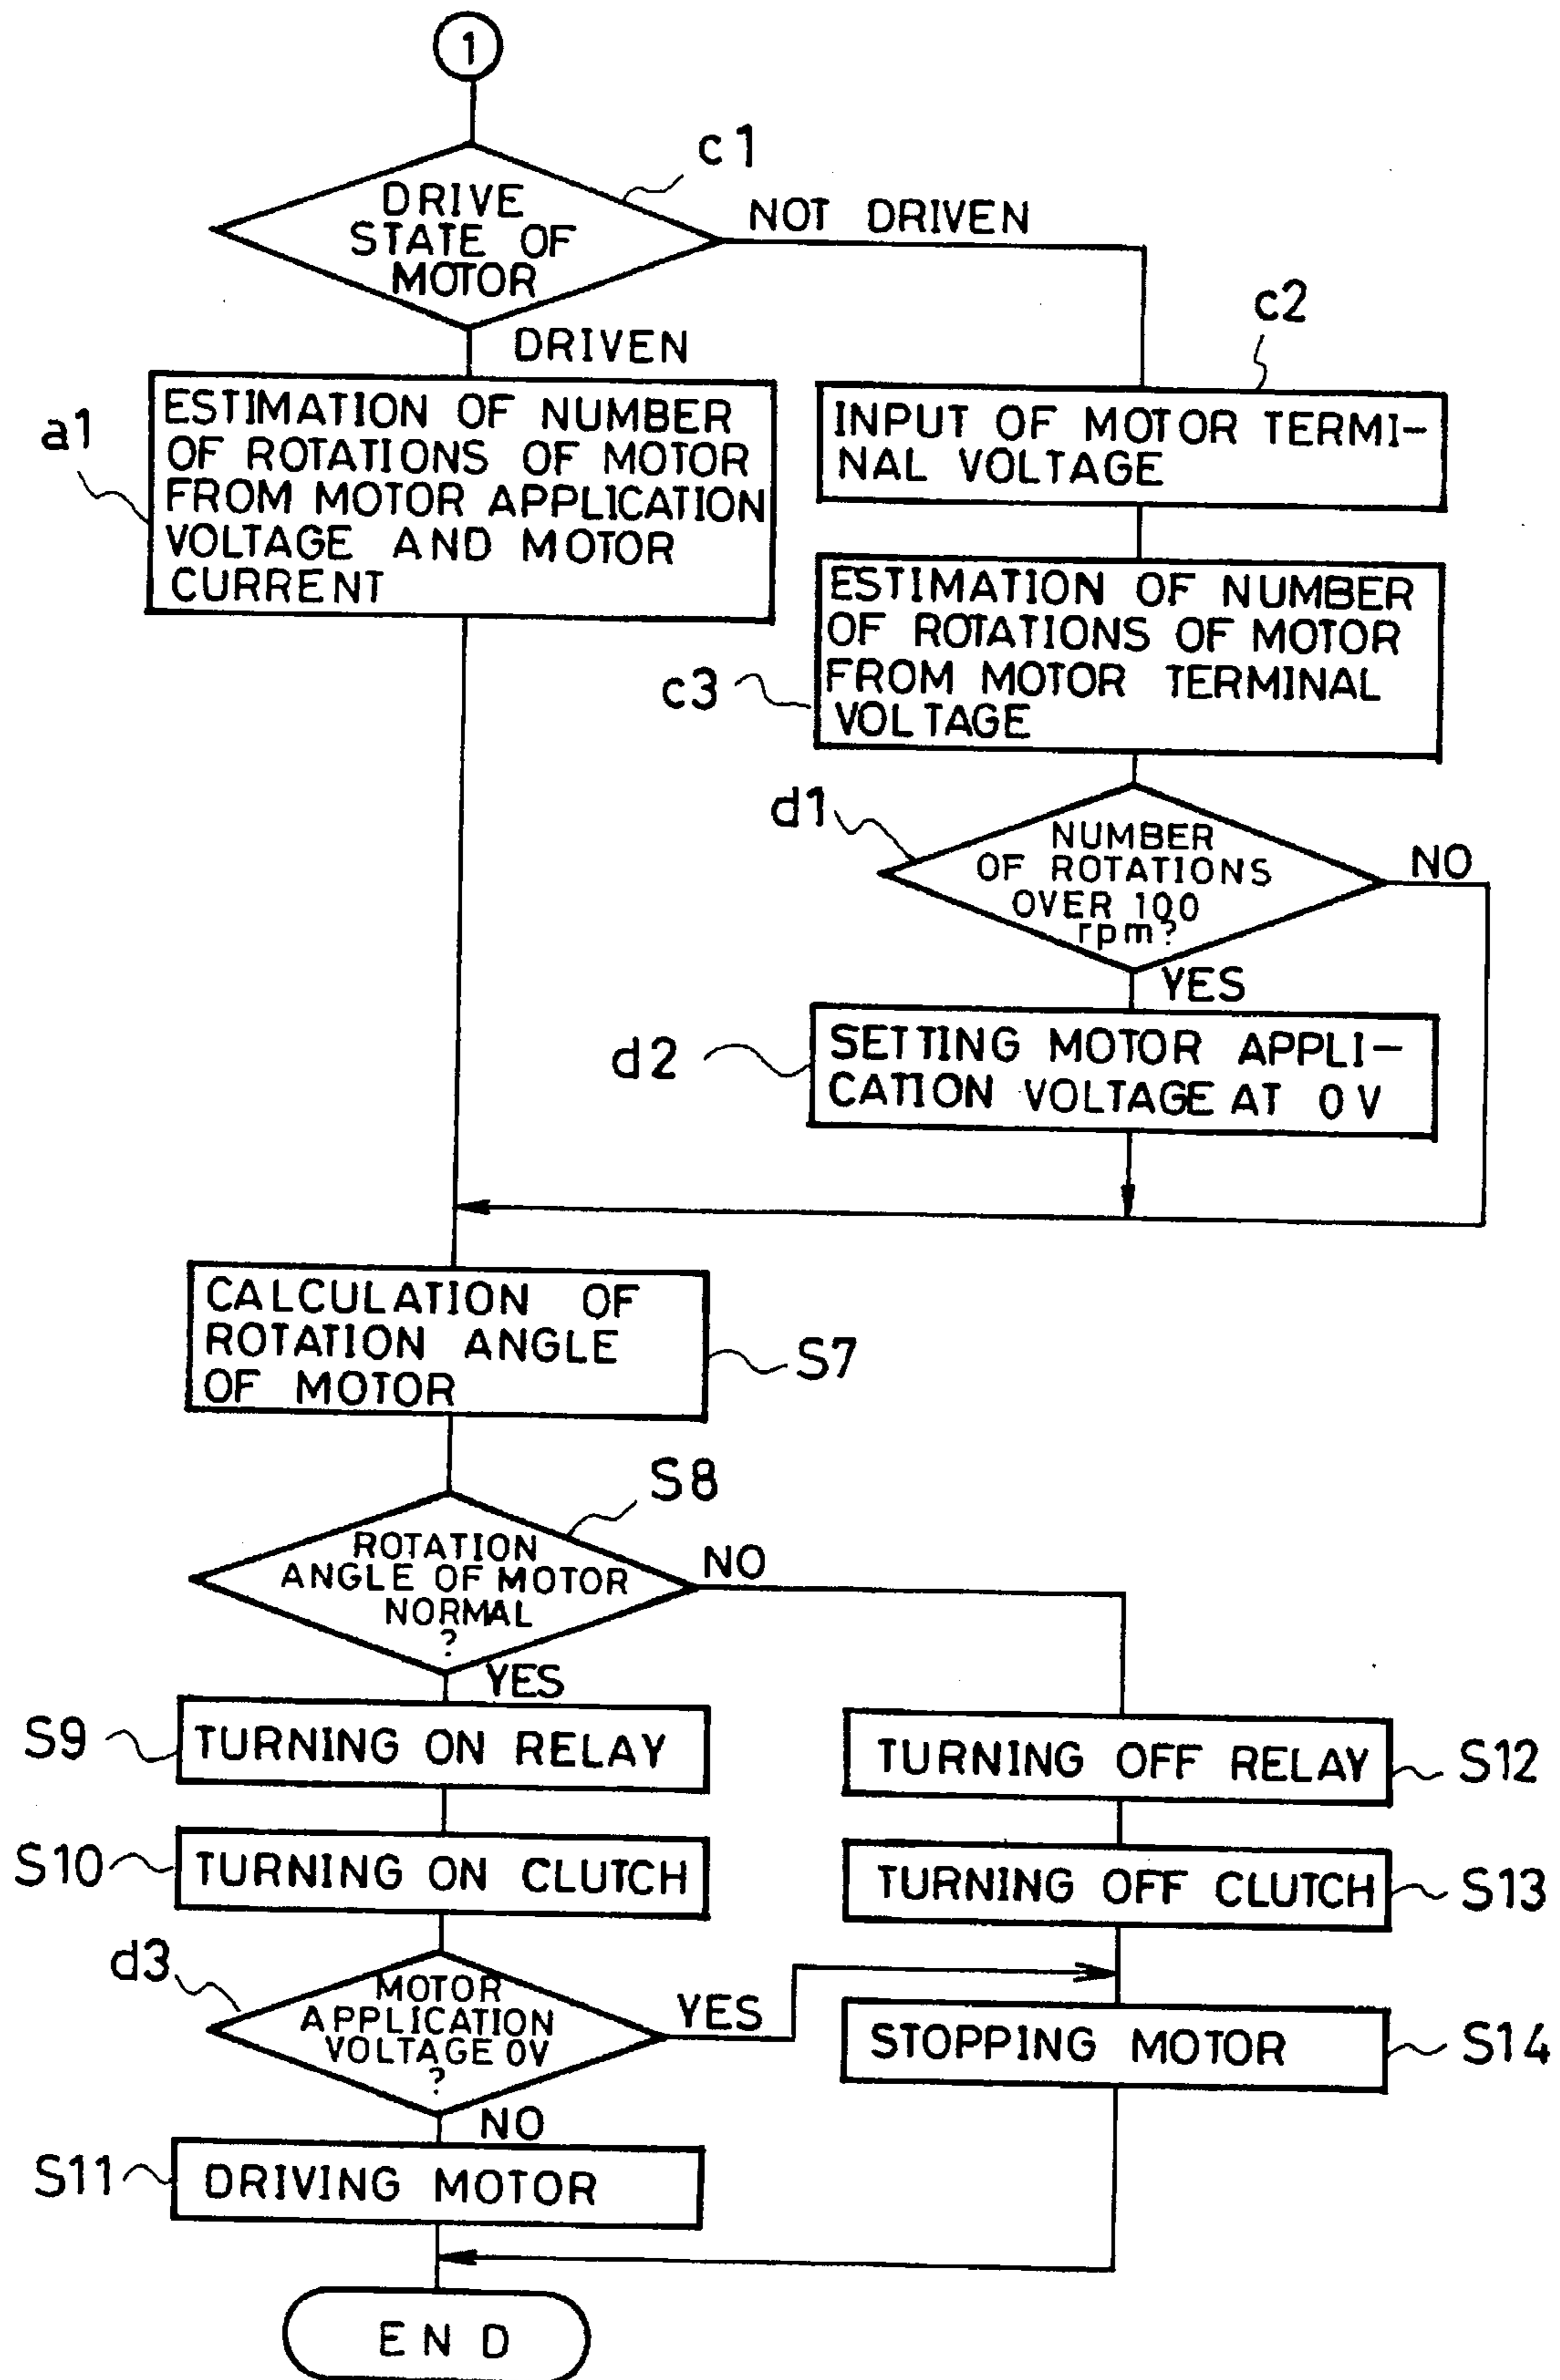 1
c1
DRIVE
STATE OF
MOTOR
NOT DRIVEN
DRIVEN
c2
a1
ESTIMATION OF NUMBER
OF ROTATIONS OF MOTOR
FROM MOTOR APPLICATION
VOLTAGE AND MOTOR
CURRENT
INPUT OF MOTOR TERMI-
NAL VOLTAGE
c3
ESTIMATION OF NUMBER
OF ROTATIONS OF MOTOR
FROM MOTOR TERMINAL
VOLTAGE
d1
NUMBER
OF ROTATIONS
OVER 100
rpm?
NO
YES
d2
SETTING MOTOR APPLI-
CATION VOLTAGE AT 0 V
CALCULATION OF
ROTATION ANGLE
OF MOTOR
S7
S8
ROTATION
ANGLE OF MOTOR
NORMAL
?
NO
YES
S9
TURNING ON RELAY
TURNING OFF RELAY
S12
S10
TURNING ON CLUTCH
TURNING OFF CLUTCH
S13
d3
MOTOR
APPLICATION
VOLTAGE 0V
?
YES
STOPPING MOTOR
S14
NO
S11
DRIVING MOTOR
END